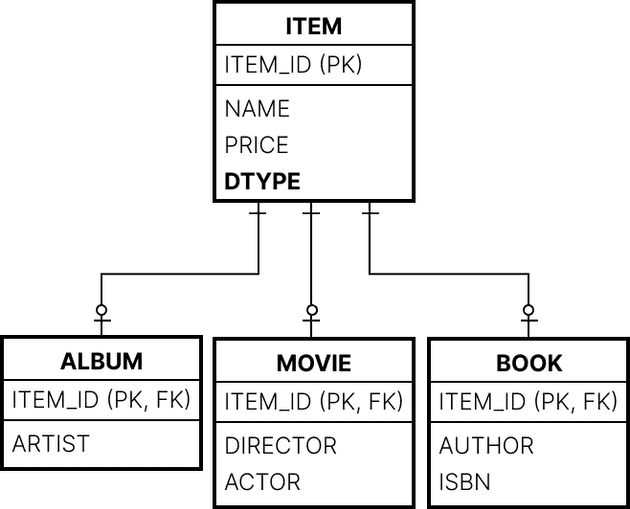 ITEM
ITEM_ID (PK)
NAME
PRICE
DTYPE
ALBUM
ITEM_ID (PK, FK)
ARTIST
MOVIE
ITEM_ID (PK, FK)
DIRECTOR
ACTOR
BOOK
ITEM_ID (PK, FK)
AUTHOR
ISBN